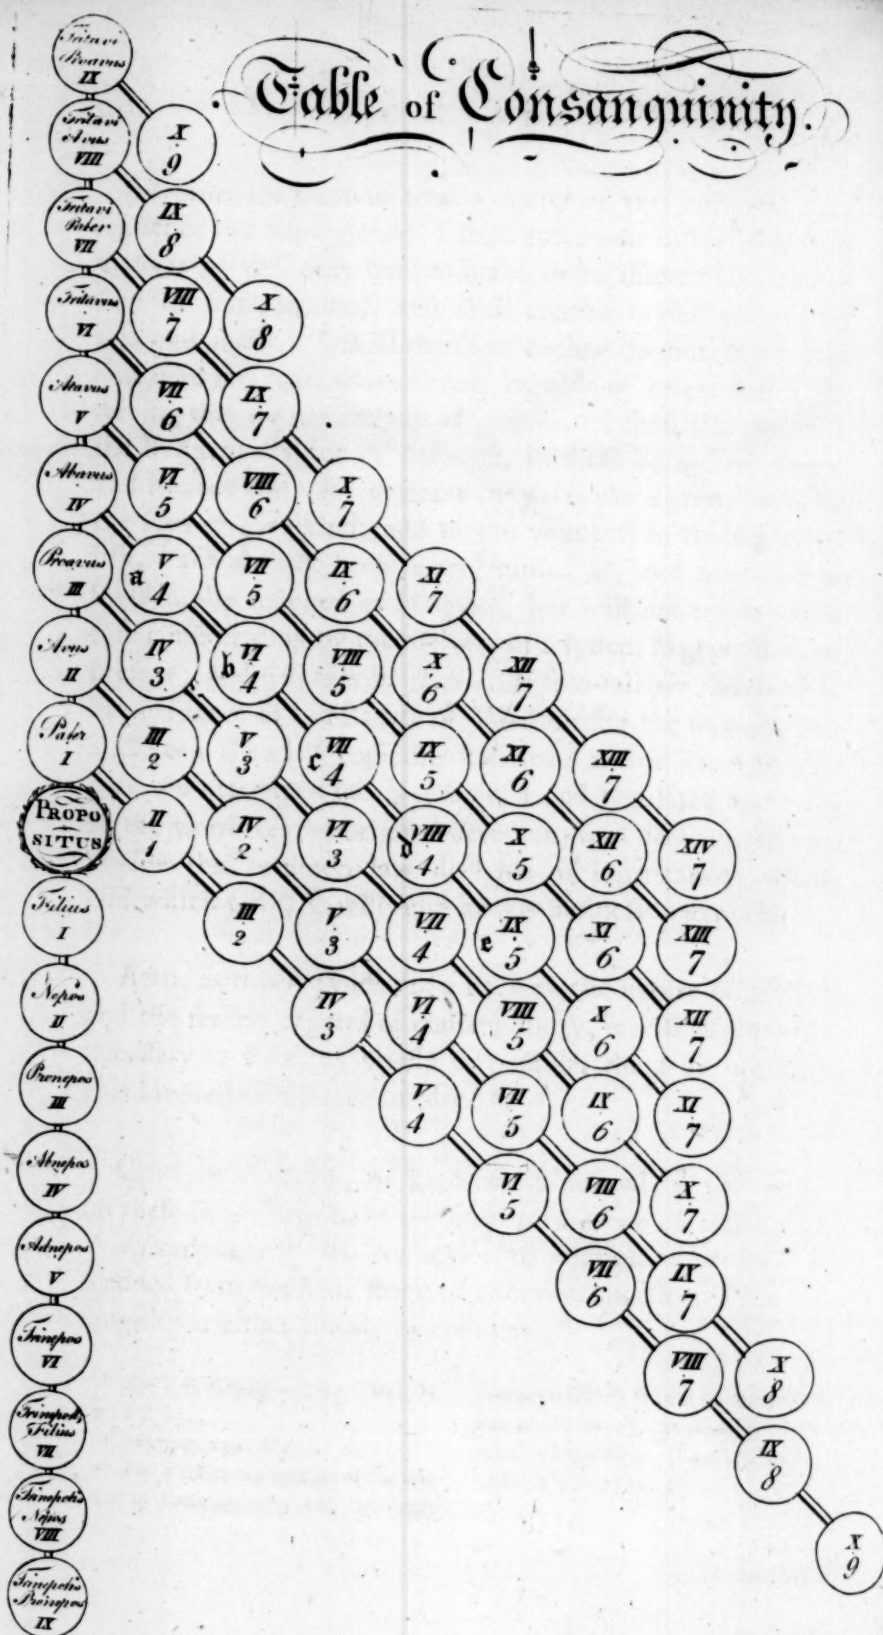 Table of Consanguinity.
Tritavi
Proavus
IX
Tritavi
Avus
VIII
X
9
Tritavi
Pater
VII
IX
8
Tritavus
VI
VIII
7
X
8
Atavus
V
VII
6
IX
7
Abavus
IV
VI
5
VIII
6
X
7
Proavus
III
a V
4
VII
5
IX
6
XI
7
Avus
II
IV
3
b VI
4
VIII
5
X
6
XII
7
Pater
I
III
2
V
3
c VII
4
IX
5
XI
6
XIII
7
PROPO
SITUS
II
1
IV
2
VI
3
d VIII
4
X
5
XII
6
XIV
7
Filius
I
III
2
V
3
VII
4
e IX
5
XI
6
XIII
7
Nepos
II
IV
3
VI
4
VIII
5
X
6
XII
7
Pronepos
III
V
4
VII
5
IX
6
XI
7
Abnepos
IV
VI
5
VIII
6
X
7
Adnepos
V
VII
6
IX
7
Trinepos
VI
VIII
7
X
8
Trinepotis
Filius
VII
IX
8
Trinepotis
Nepos
VIII
X
9
Trinepotis
Pronepos
IX